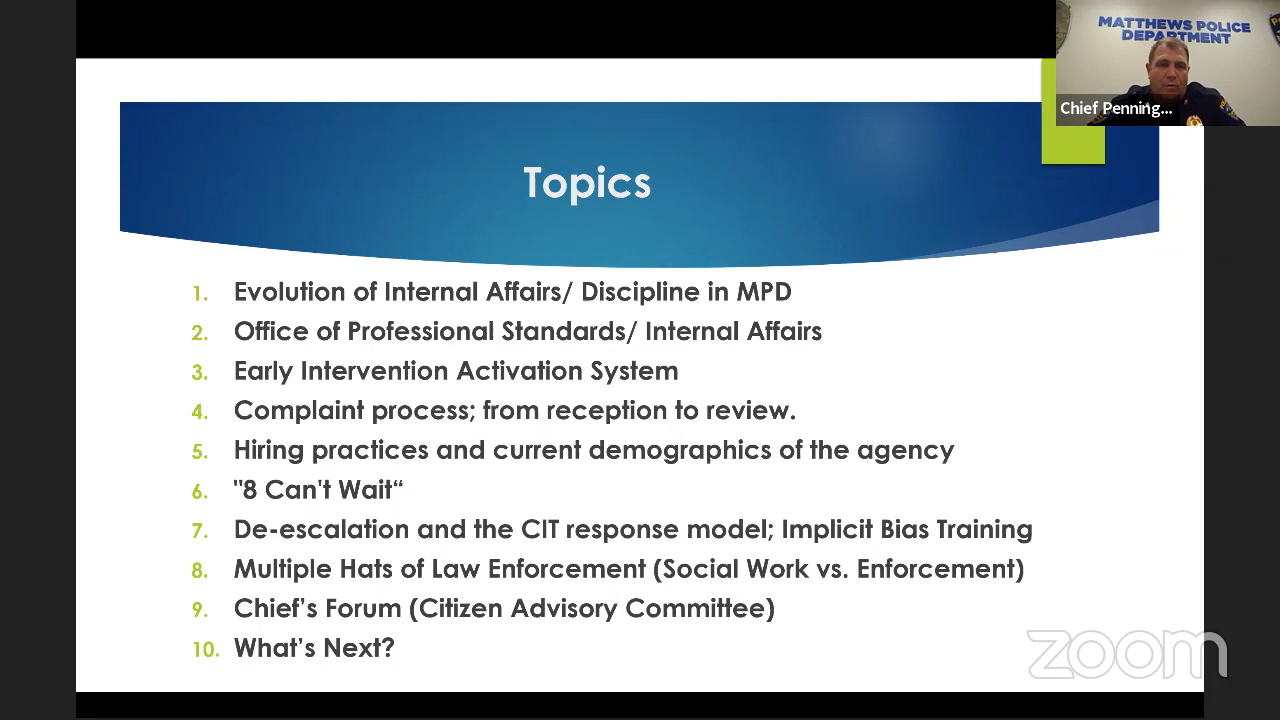 MATTHEWS POLICE
DEPARTMENT
Chief Penning...
Topics
1. Evolution of Internal Affairs/ Discipline in MPD
2. Office of Professional Standards/ Internal Affairs
3. Early Intervention Activation System
4. Complaint process; from reception to review.
5. Hiring practices and current demographics of the agency
6. "8 Can't Wait“
7. De-escalation and the CIT response model; Implicit Bias Training
8. Multiple Hats of Law Enforcement (Social Work vs. Enforcement)
9. Chief’s Forum (Citizen Advisory Committee)
10. What’s Next?
zoom